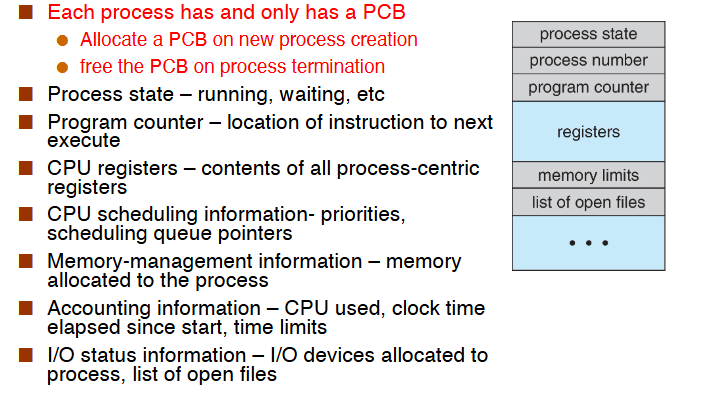 Each process has and only has a PCB
Allocate a PCB on new process creation
free the PCB on process termination
Process state – running, waiting, etc
Program counter – location of instruction to next
execute
CPU registers – contents of all process-centric
registers
CPU scheduling information- priorities,
scheduling queue pointers
Memory-management information – memory
allocated to the process
Accounting information – CPU used, clock time
elapsed since start, time limits
I/O status information – I/O devices allocated to
process, list of open files
process state
process number
program counter
registers
memory limits
list of open files
• • •